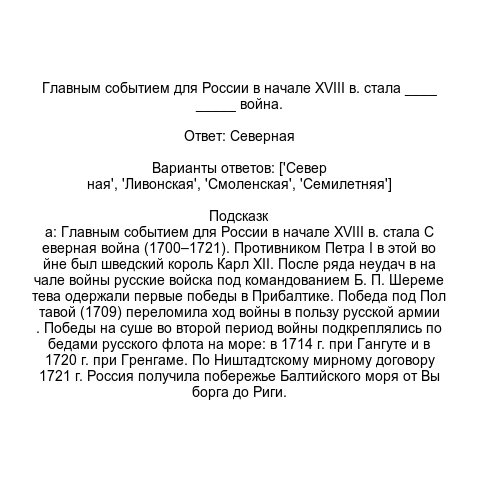 Главным событием для России в начале XVIII в. стала ____
_____ война.
Ответ: Северная
Варианты ответов: ['Север
ная', 'Ливонская', 'Смоленская', 'Семилетняя']
Подсказк
а: Главным событием для России в начале XVIII в. стала С
еверная война (1700–1721). Противником Петра I в этой во
йне был шведский король Карл XII. После ряда неудач в на
чале войны русские войска под командованием Б. П. Шереме
тева одержали первые победы в Прибалтике. Победа под Пол
тавой (1709) переломила ход войны в пользу русской армии
. Победы на суше во второй период войны подкреплялись по
бедами русского флота на море: в 1714 г. при Гангуте и в
1720 г. при Гренгаме. По Ништадтскому мирному договору
1721 г. Россия получила побережье Балтийского моря от Вы
борга до Риги.